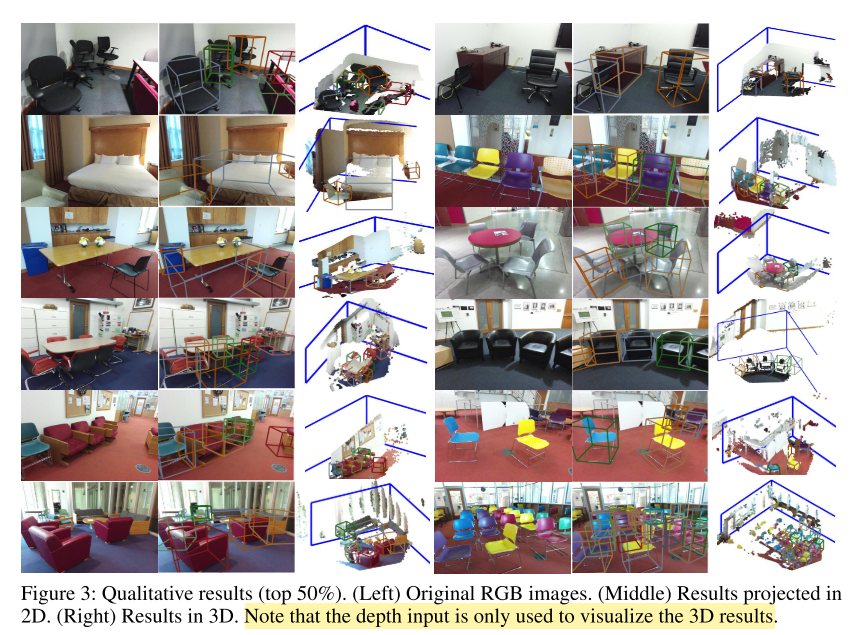 Figure 3: Qualitative results (top 50%). (Left) Original RGB images. (Middle) Results projected in
2D. (Right) Results in 3D. Note that the depth input is only used to visualize the 3D results.